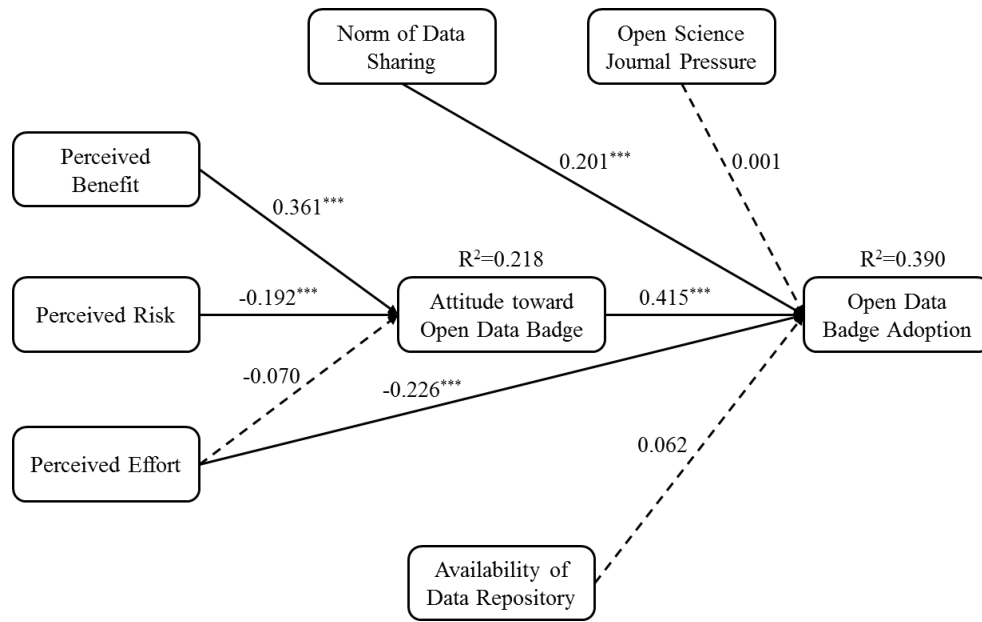 Norm of Data
Sharing
Open Science
Journal Pressure
Perceived
Benefit
0.361***
0.201***
0.001
R²=0.218
R²=0.390
Perceived Risk
-0.192***
Attitude toward
Open Data Badge
0.415***
Open Data
Badge Adoption
-0.070
-0.226***
Perceived Effort
0.062
Availability of
Data Repository